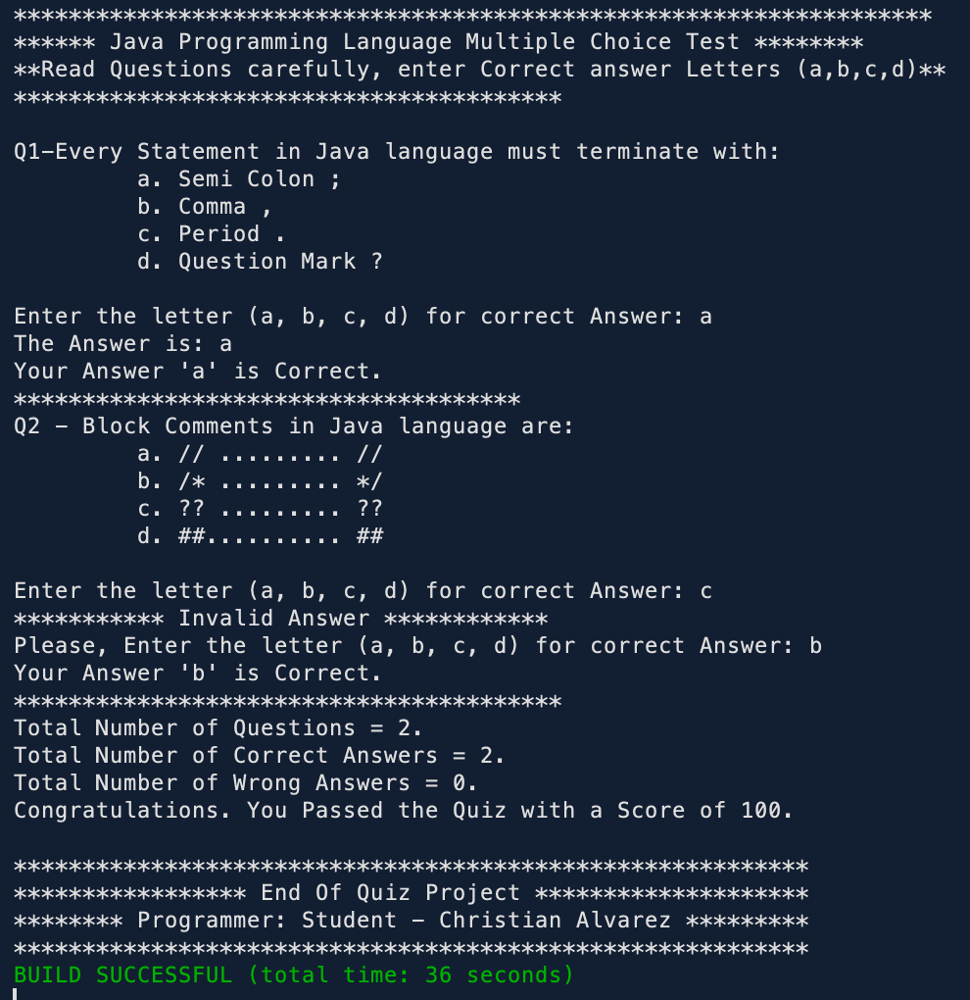 *******************************************************************
****** Java Programming Language Multiple Choice Test ********
**Read Questions carefully, enter Correct answer Letters (a,b,c,d)**
****************************************
Q1-Every Statement in Java language must terminate with:
a. Semi Colon ;
b. Comma ,
c. Period .
d. Question Mark ?
Enter the letter (a, b, c, d) for correct Answer: a
The Answer is: a
Your Answer 'a' is Correct.
*************************************
Q2 - Block Comments in Java language are:
a. // ......... //
b. /* ......... */
c. ?? ......... ??
d. ##.......... ##
Enter the letter (a, b, c, d) for correct Answer: c
*********** Invalid Answer ************
Please, Enter the letter (a, b, c, d) for correct Answer: b
Your Answer 'b' is Correct.
****************************************
Total Number of Questions = 2.
Total Number of Correct Answers = 2.
Total Number of Wrong Answers = 0.
Congratulations. You Passed the Quiz with a Score of 100.
**********************************************************
***************** End Of Quiz Project ********************
******** Programmer: Student - Christian Alvarez *********
**********************************************************
BUILD SUCCESSFUL (total time: 36 seconds)